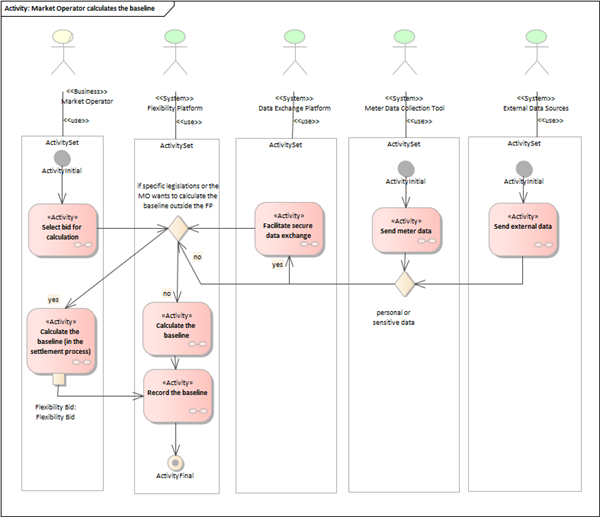 Activity: Market Operator calculates the baseline
<<Business>>
Market Operator
<<use>>
<<System>>
Flexibility Platform
<<use>>
<<System>>
Data Exchange Platform
<<use>>
<<System>>
Meter Data Collection Tool
<<use>>
<<System>>
External Data Sources
<<use>>
ActivitySet
ActivitySet
ActivitySet
ActivitySet
ActivitySet
ActivityInitial
ActivityInitial
ActivityInitial
if specific legislations or the
MO wants to calculate the
baseline outside the FP
«Activity»
Select bid for
calculation
«Activity»
Facilitate secure
data exchange
«Activity»
Send meter data
«Activity»
Send external data
no
yes
yes
no
personal or
sensitive data
«Activity»
Calculate the
baseline (in the
settlement process)
«Activity»
Calculate the
baseline
«Activity»
Record the baseline
Flexibility Bid:
Flexibility Bid
ActivityFinal